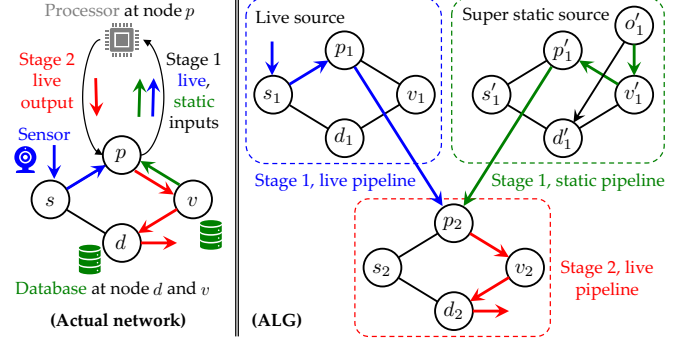 Processor at node p
Stage 2
live
output
Stage 1
live,
static
inputs
Sensor
p
s
v
d
Database at node d and v
(Actual network)
Live source
p₁
s₁
v₁
d₁
Stage 1, live pipeline
Super static source
o′₁
p′₁
s′₁
v′₁
d′₁
Stage 1, static pipeline
p₂
s₂
v₂
d₂
Stage 2, live
pipeline
(ALG)